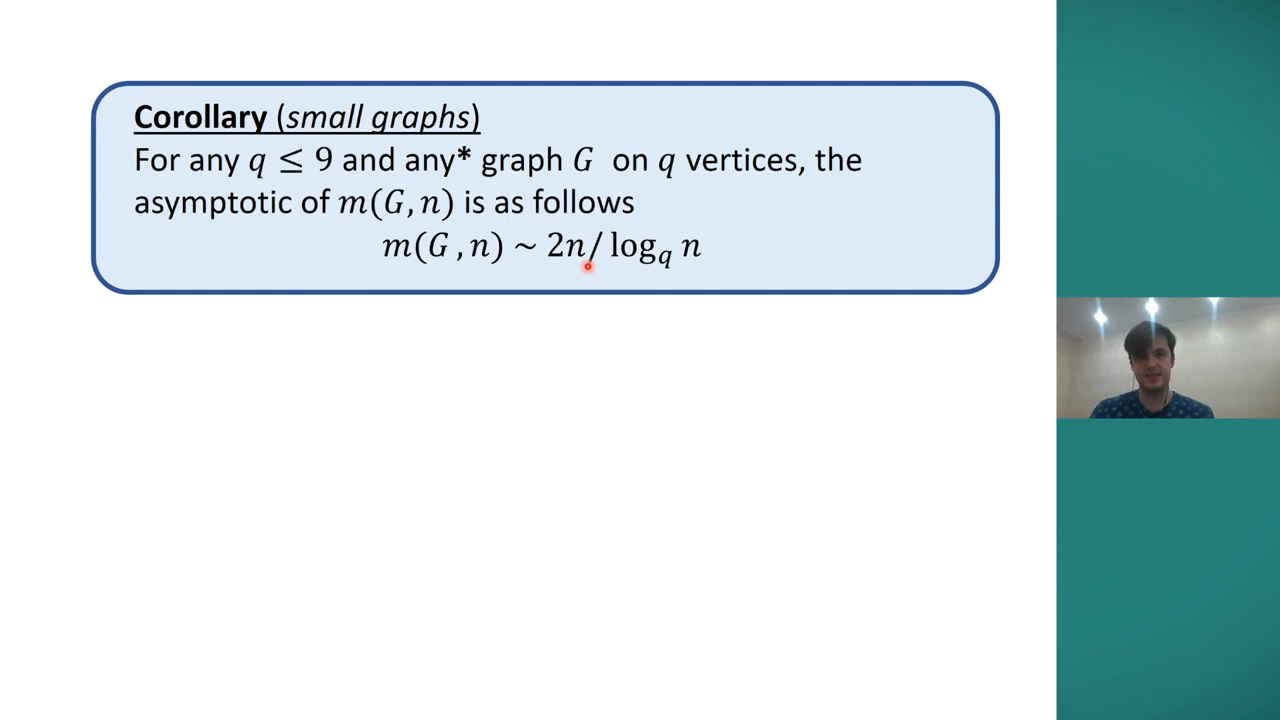 Corollary (small graphs)
For any q ≤ 9 and any* graph G on q vertices, the
asymptotic of m(G, n) is as follows
m(G , n) ~ 2n/ log_q n